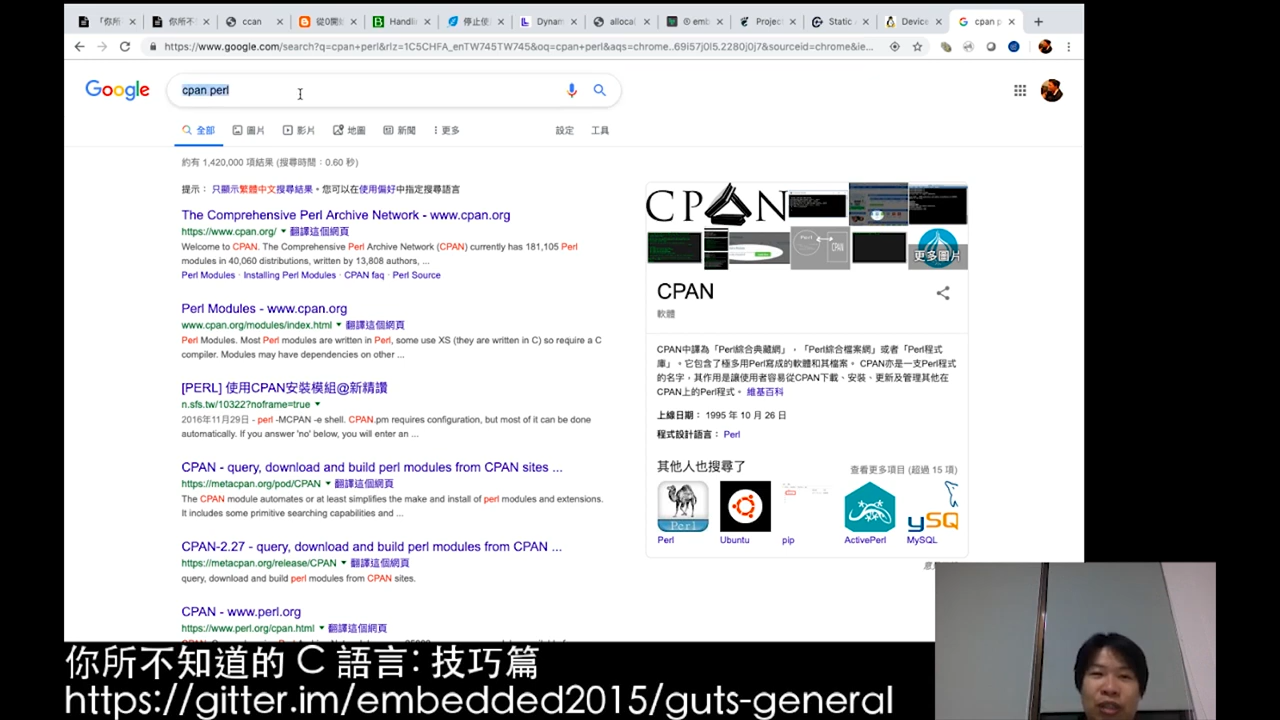 「你所
你所不
ccan
從0開始
Handlin
停止使用
Dynam
alloca(
® emb
Project
Static A
Device
cpan p
https://www.google.com/search?q=cpan+perl&rlz=1C5CHFA_enTW745TW745&oq=cpan+perl&aqs=chrome..69i57j0l5.2280j0j7&sourceid=chrome&ie...
Google
cpan perl
全部
圖片
影片
地圖
新聞
更多
設定
工具
約有 1,420,000 項結果 (搜尋時間:0.60 秒)
提示: 只顯示繁體中文搜尋結果。您可以在使用偏好中指定搜尋語言
The Comprehensive Perl Archive Network - www.cpan.org
https://www.cpan.org/ 翻譯這個網頁
Welcome to CPAN. The Comprehensive Perl Archive Network (CPAN) currently has 181,105 Perl
modules in 40,060 distributions, written by 13,808 authors, ...
Perl Modules · Installing Perl Modules · CPAN faq · Perl Source
Perl Modules - www.cpan.org
www.cpan.org/modules/index.html 翻譯這個網頁
Perl Modules. Most Perl modules are written in Perl, some use XS (they are written in C) so require a C
compiler. Modules may have dependencies on other ...
[PERL] 使用CPAN安裝模組@新精讚
n.sfs.tw/10322?noframe=true
2016年11月29日 - perl -MCPAN -e shell. CPAN.pm requires configuration, but most of it can be done
automatically. If you answer 'no' below, you will enter an ...
CPAN - query, download and build perl modules from CPAN sites ...
https://metacpan.org/pod/CPAN 翻譯這個網頁
The CPAN module automates or at least simplifies the make and install of perl modules and extensions.
It includes some primitive searching capabilities and ...
CPAN-2.27 - query, download and build perl modules from CPAN ...
https://metacpan.org/release/CPAN 翻譯這個網頁
query, download and build perl modules from CPAN sites.
CPAN - www.perl.org
https://www.perl.org/cpan.html 翻譯這個網頁
CPAN
更多圖片
CPAN
軟體
CPAN中譯為「Perl綜合典藏網」,「Perl綜合檔案網」或者「Perl程式
庫」。它包含了極多用Perl寫成的軟體和其檔案。 CPAN亦是一支Perl程式
的名字,其作用是讓使用者容易從CPAN下載、安裝、更新及管理其他在
CPAN上的Perl程式。 維基百科
上線日期: 1995 年 10 月 26 日
程式設計語言: Perl
其他人也搜尋了
查看更多項目 (超過 15 項)
Perl
ySQ
Perl
Ubuntu
pip
ActivePerl
MySQL
你所不知道的 C 語言: 技巧篇
https://gitter.im/embedded2015/guts-general